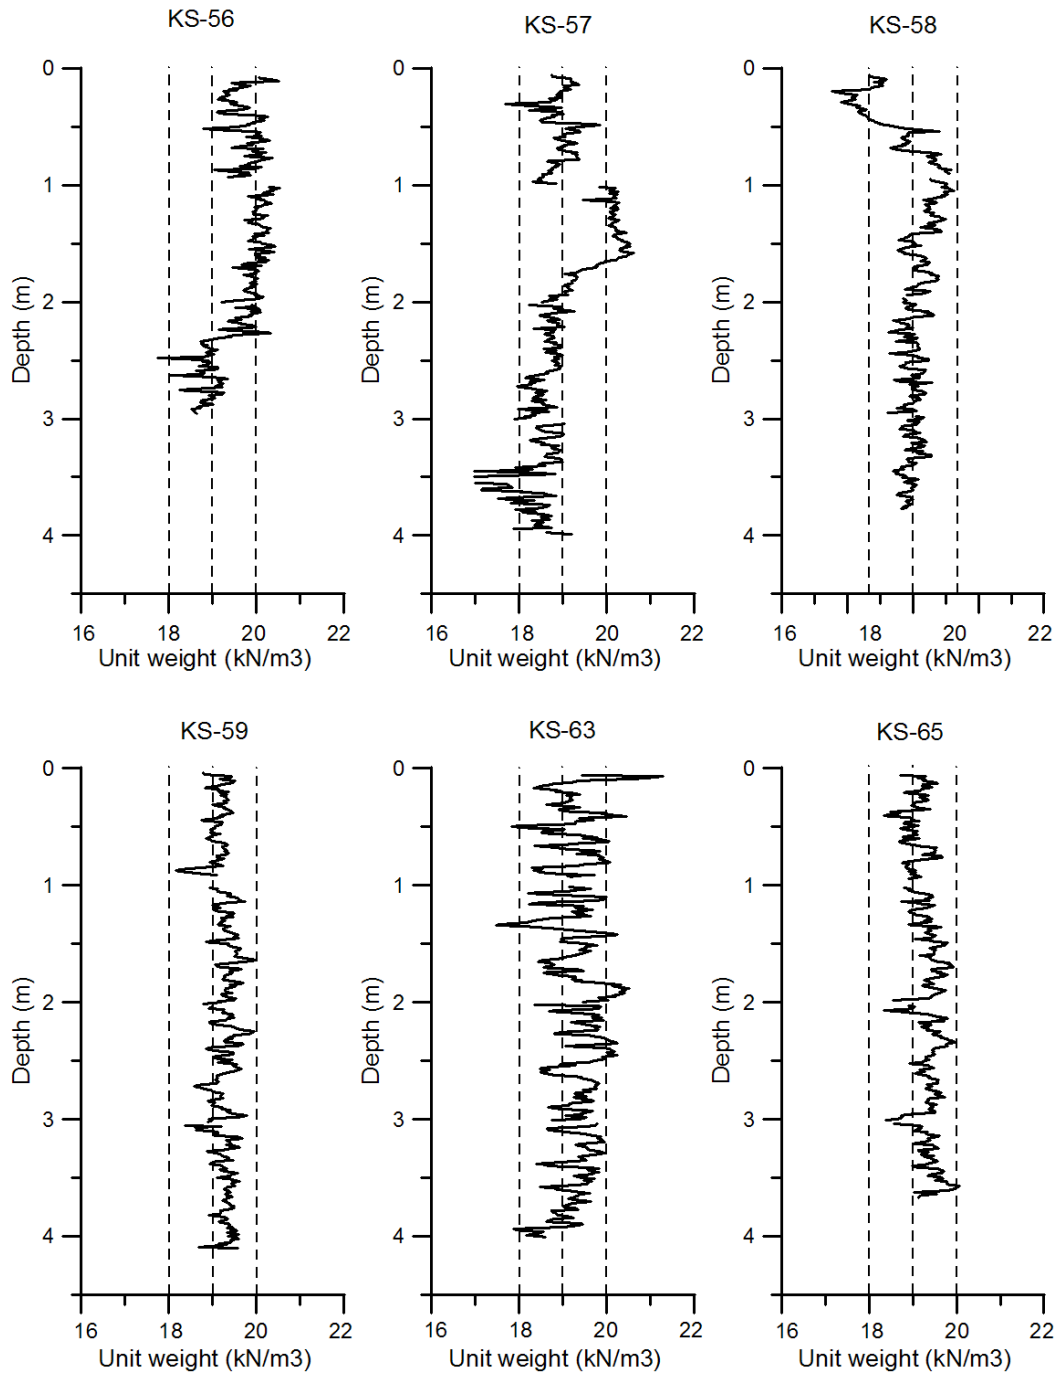 KS-56
KS-57
KS-58
0
1
2
3
4
Depth (m)
16 18 20 22
Unit weight (kN/m3)
0
1
2
3
4
Depth (m)
16 18 20 22
Unit weight (kN/m3)
0
1
2
3
4
Depth (m)
16 18 20 22
Unit weight (kN/m3)
KS-59
KS-63
KS-65
0
1
2
3
4
Depth (m)
16 18 20 22
Unit weight (kN/m3)
0
1
2
3
4
Depth (m)
16 18 20 22
Unit weight (kN/m3)
0
1
2
3
4
Depth (m)
16 18 20 22
Unit weight (kN/m3)